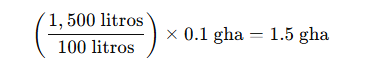 (1,500 litros / 100 litros) × 0.1 gha = 1.5 gha